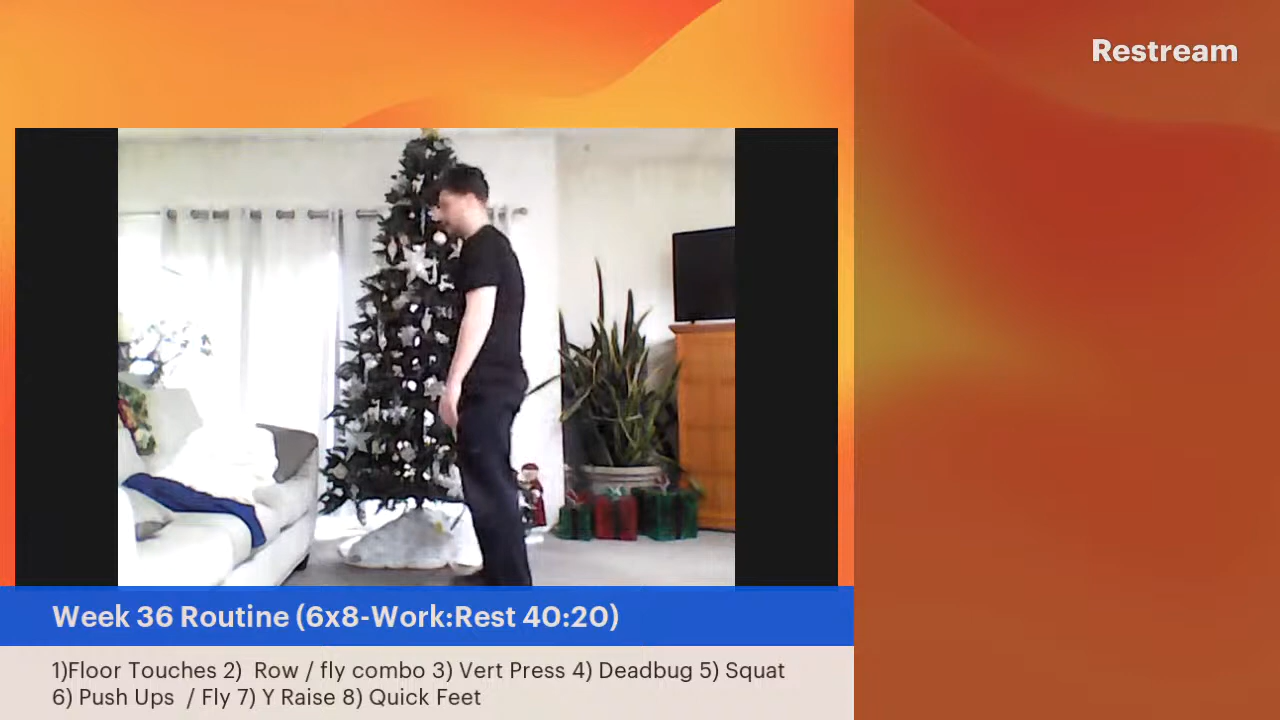 Restream
Week 36 Routine (6x8-Work:Rest 40:20)
1)Floor Touches 2)  Row / fly combo 3) Vert Press 4) Deadbug 5) Squat
6) Push Ups  / Fly 7) Y Raise 8) Quick Feet